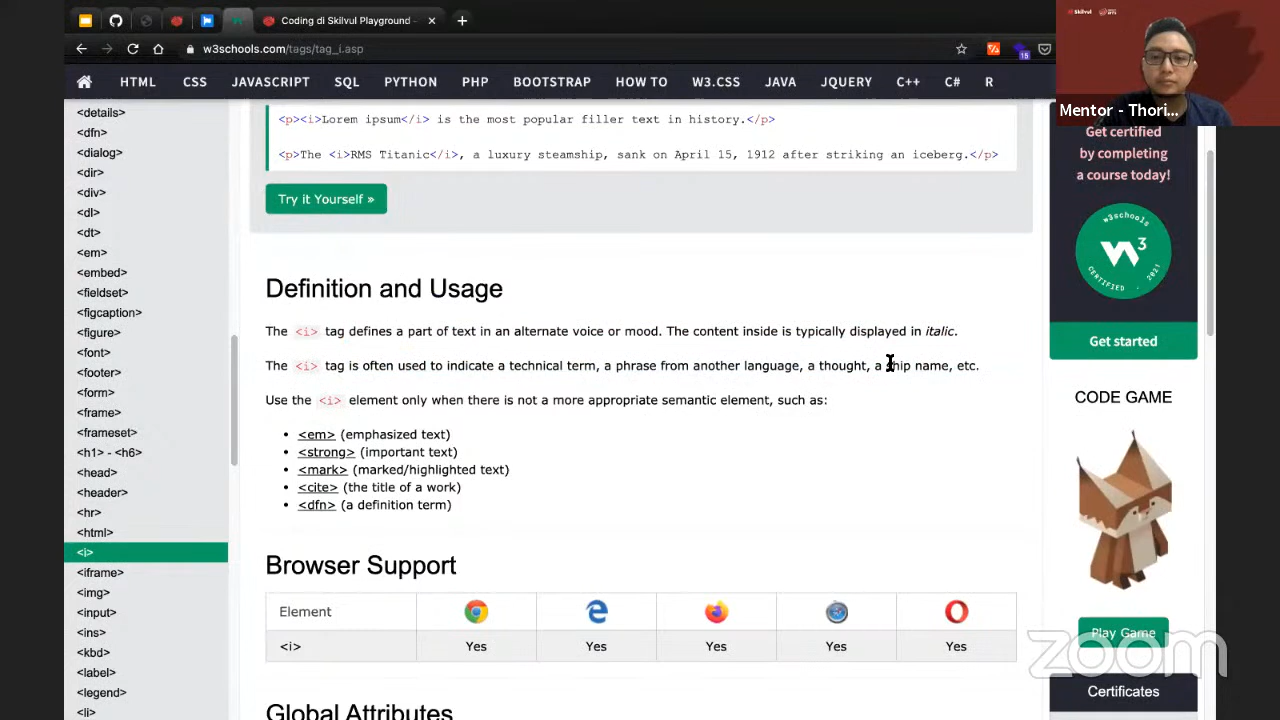 Coding di Skilvul Playground -
w3schools.com/tags/tag_i.asp
15
HTML CSS JAVASCRIPT SQL PYTHON PHP BOOTSTRAP HOW TO W3.CSS JAVA JQUERY C++ C# R
Skilvul
Mentor - Thori...
<details>
<dfn>
<dialog>
<dir>
<div>
<dl>
<dt>
<em>
<embed>
<fieldset>
<figcaption>
<figure>
<font>
<footer>
<form>
<frame>
<frameset>
<h1> - <h6>
<head>
<header>
<hr>
<html>
<i>
<iframe>
<img>
<input>
<ins>
<kbd>
<label>
<legend>
<li>
<p><i>Lorem ipsum</i> is the most popular filler text in history.</p>
<p>The <i>RMS Titanic</i>, a luxury steamship, sank on April 15, 1912 after striking an iceberg.</p>
Try it Yourself »
Definition and Usage
The <i> tag defines a part of text in an alternate voice or mood. The content inside is typically displayed in italic.
The <i> tag is often used to indicate a technical term, a phrase from another language, a thought, a ship name, etc.
Use the <i> element only when there is not a more appropriate semantic element, such as:
• <em> (emphasized text)
• <strong> (important text)
• <mark> (marked/highlighted text)
• <cite> (the title of a work)
• <dfn> (a definition term)
Browser Support
Element
<i> Yes Yes Yes Yes Yes
Global Attributes
Get certified
by completing
a course today!
w3schools
W3
CERTIFIED . 2021
Get started
CODE GAME
Play Game
zoom
Certificates